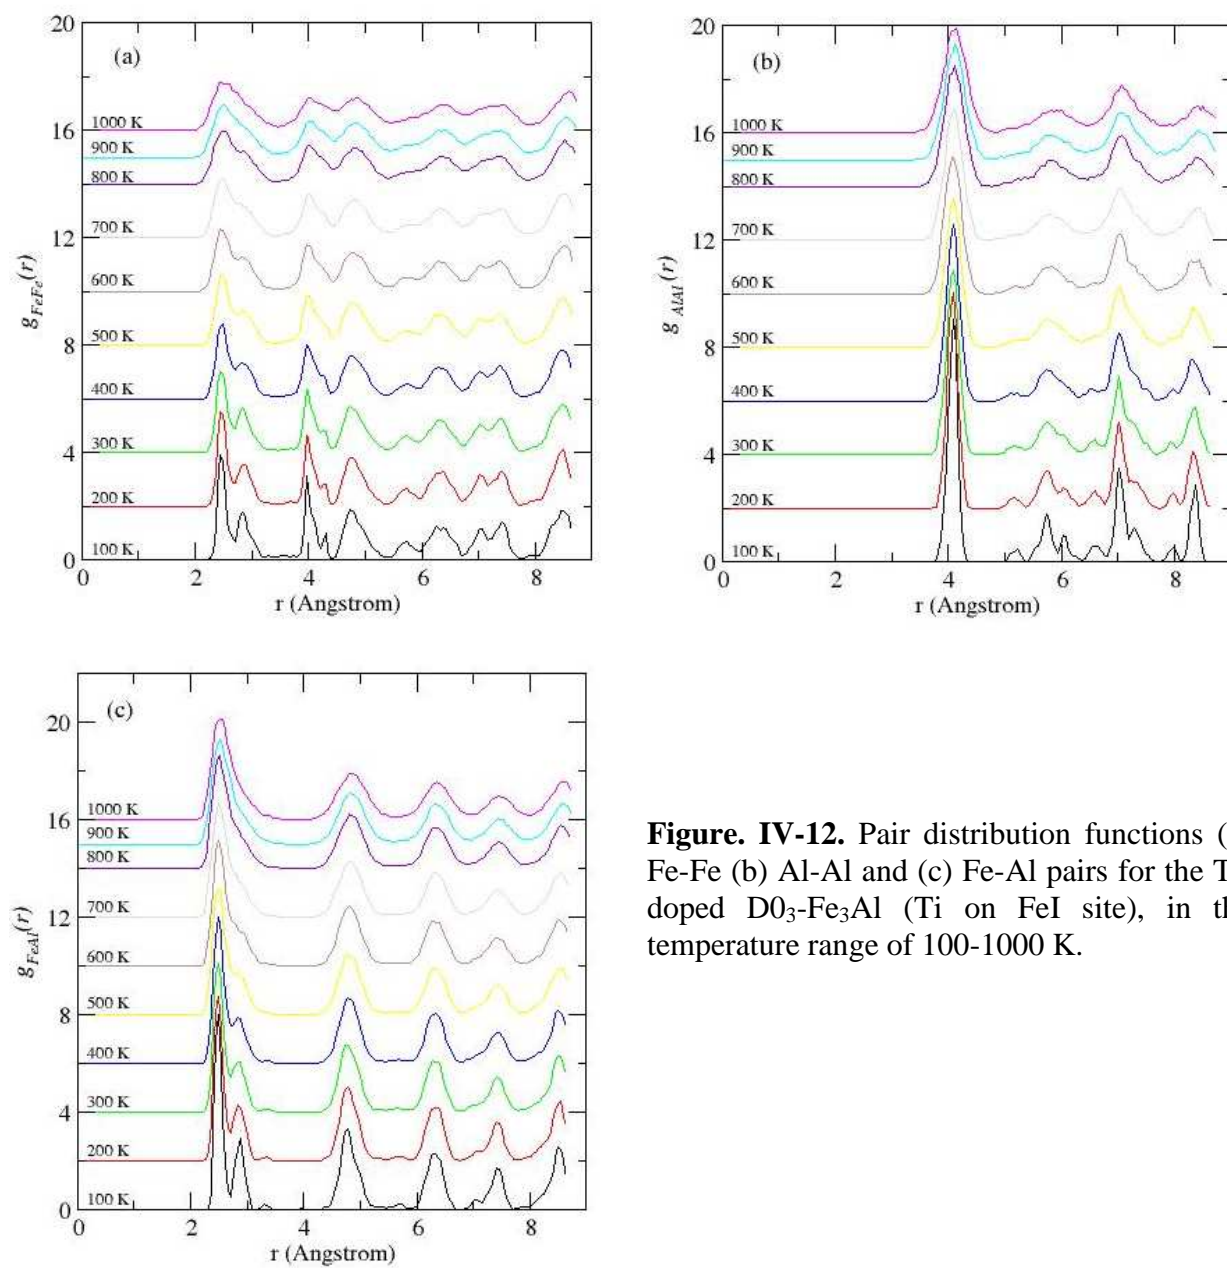 20
(a)
16
12
8
4
0
1000 K
900 K
800 K
700 K
600 K
500 K
400 K
300 K
200 K
100 K
g FeFe (r)
0 2 4 6 8
r (Angstrom)
20
(b)
16
12
8
4
0
1000 K
900 K
800 K
700 K
600 K
500 K
400 K
300 K
200 K
100 K
g AlAl (r)
0 2 4 6 8
r (Angstrom)
(c)
20
16
12
8
4
0
1000 K
900 K
800 K
700 K
600 K
500 K
400 K
300 K
200 K
100 K
g FeAl (r)
0 2 4 6 8
r (Angstrom)
Figure. IV-12. Pair distribution functions (
Fe-Fe (b) Al-Al and (c) Fe-Al pairs for the T
doped D0₃-Fe₃Al (Ti on FeI site), in th
temperature range of 100-1000 K.